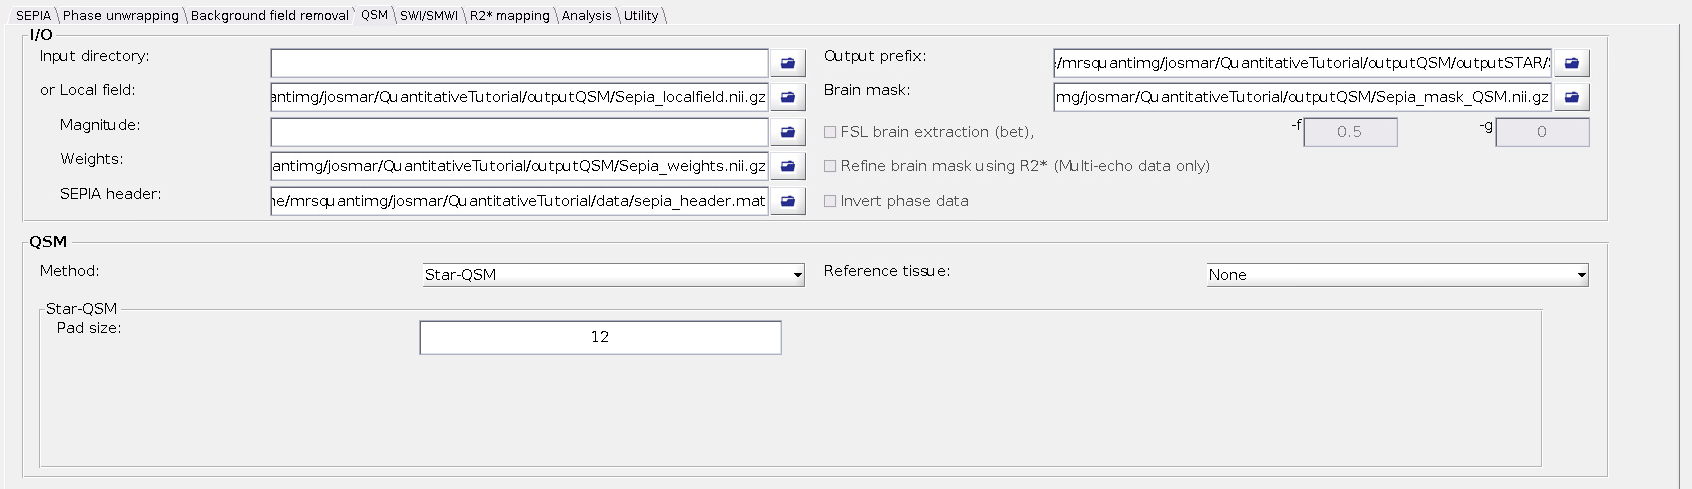 SEPIA Phase unwrapping Background field removal QSM SWI/SMWI R2* mapping Analysis Utility
I/O
Input directory: Output prefix: /mrsquantimg/josmar/QuantitativeTutorial/outputQSM/outputSTAR/
or Local field: antimg/josmar/QuantitativeTutorial/outputQSM/Sepia_localfield.nii.gz Brain mask: mg/josmar/QuantitativeTutorial/outputQSM/Sepia_mask_QSM.nii.gz
Magnitude: FSL brain extraction (bet), -f 0.5 -g 0
Weights: antimg/josmar/QuantitativeTutorial/outputQSM/Sepia_weights.nii.gz Refine brain mask using R2* (Multi-echo data only)
SEPIA header: e/mrsquantimg/josmar/QuantitativeTutorial/data/sepia_header.mat Invert phase data
QSM
Method: Star-QSM Reference tissue: None
Star-QSM
Pad size: 12